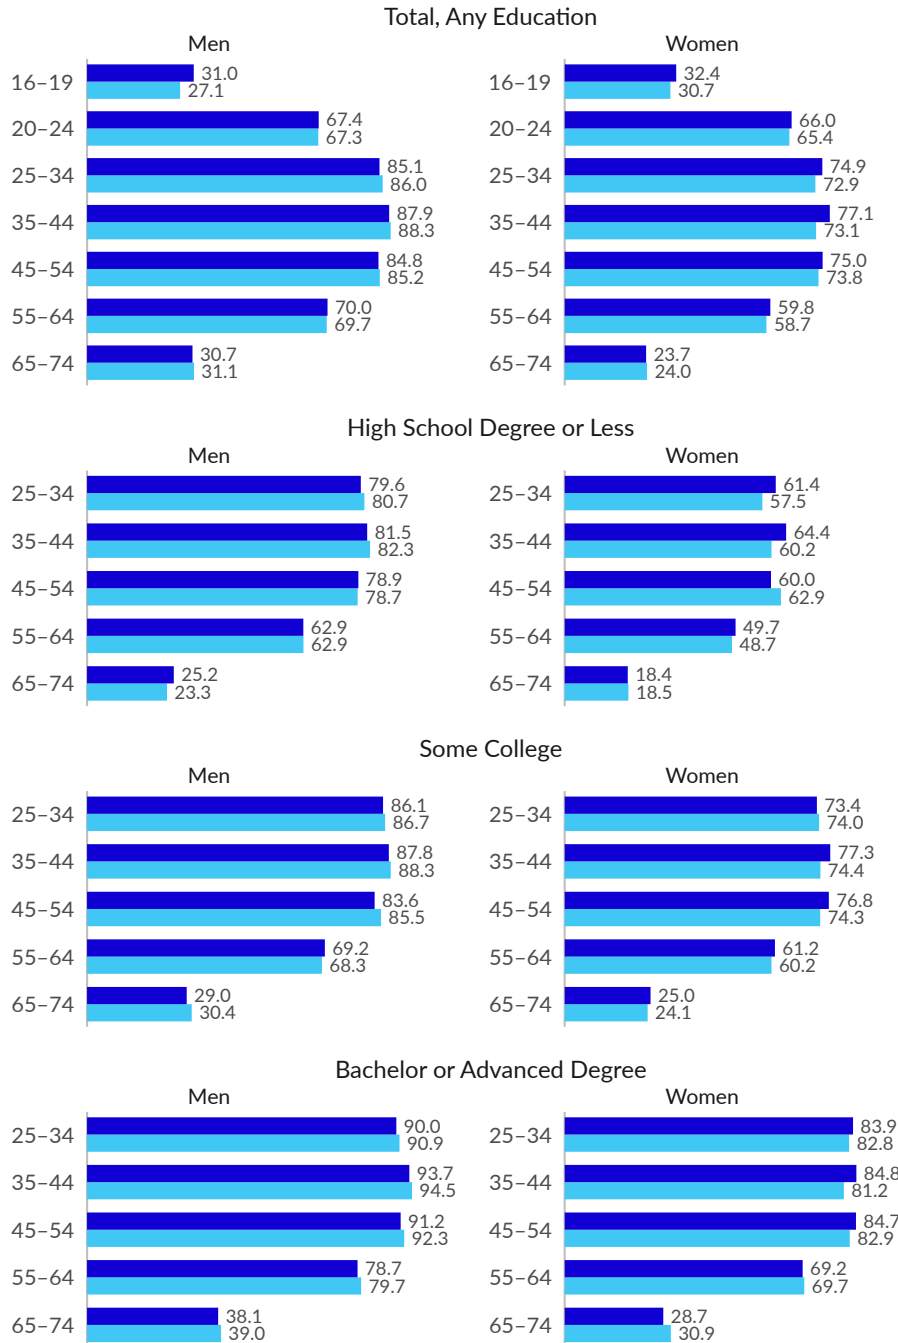 Total, Any Education
Men Women
16–19 31.0 27.1 16–19 32.4 30.7
20–24 67.4 67.3 20–24 66.0 65.4
25–34 85.1 86.0 25–34 74.9 72.9
35–44 87.9 88.3 35–44 77.1 73.1
45–54 84.8 85.2 45–54 75.0 73.8
55–64 70.0 69.7 55–64 59.8 58.7
65–74 30.7 31.1 65–74 23.7 24.0
High School Degree or Less
Men Women
25–34 79.6 80.7 25–34 61.4 57.5
35–44 81.5 82.3 35–44 64.4 60.2
45–54 78.9 78.7 45–54 60.0 62.9
55–64 62.9 62.9 55–64 49.7 48.7
65–74 25.2 23.3 65–74 18.4 18.5
Some College
Men Women
25–34 86.1 86.7 25–34 73.4 74.0
35–44 87.8 88.3 35–44 77.3 74.4
45–54 83.6 85.5 45–54 76.8 74.3
55–64 69.2 68.3 55–64 61.2 60.2
65–74 29.0 30.4 65–74 25.0 24.1
Bachelor or Advanced Degree
Men Women
25–34 90.0 90.9 25–34 83.9 82.8
35–44 93.7 94.5 35–44 84.8 81.2
45–54 91.2 92.3 45–54 84.7 82.9
55–64 78.7 79.7 55–64 69.2 69.7
65–74 38.1 39.0 65–74 28.7 30.9